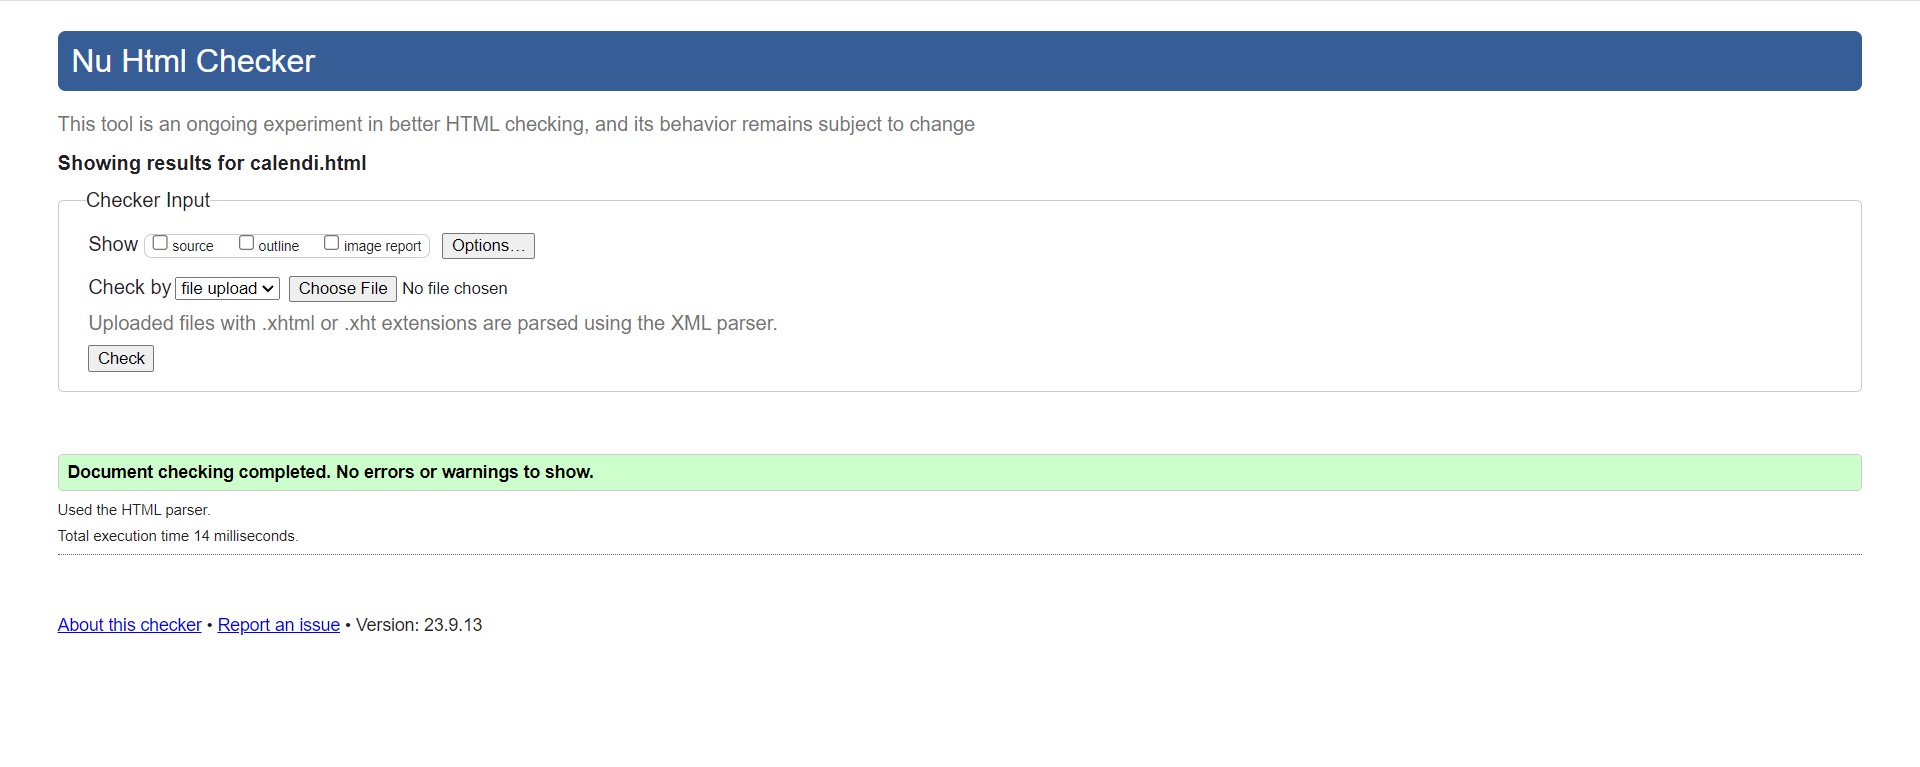 Nu Html Checker
This tool is an ongoing experiment in better HTML checking, and its behavior remains subject to change
Showing results for calendi.html
Checker Input
Show source outline image report Options...
Check by file upload Choose File No file chosen
Uploaded files with .xhtml or .xht extensions are parsed using the XML parser.
Check
Document checking completed. No errors or warnings to show.
Used the HTML parser.
Total execution time 14 milliseconds.
About this checker • Report an issue • Version: 23.9.13